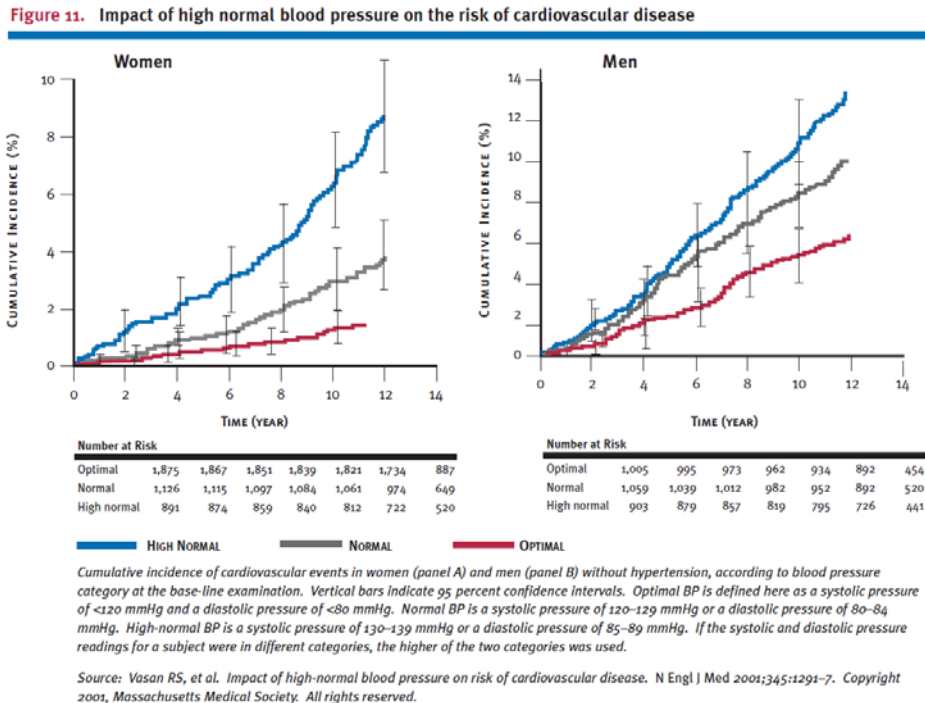 Figure 11. Impact of high normal blood pressure on the risk of cardiovascular disease
Women
CUMULATIVE INCIDENCE (%)
10
8
6
4
2
0
0 2 4 6 8 10 12 14
TIME (YEAR)
Number at Risk
Optimal 1,875 1,867 1,851 1,839 1,821 1,734 887
Normal 1,126 1,115 1,097 1,084 1,061 974 649
High normal 891 874 859 840 812 722 520
Men
CUMULATIVE INCIDENCE (%)
14
12
10
8
6
4
2
0
0 2 4 6 8 10 12 14
TIME (YEAR)
Number at Risk
Optimal 1,005 995 973 962 934 892 454
Normal 1,059 1,039 1,012 982 952 892 520
High normal 903 879 857 819 795 726 441
HIGH NORMAL NORMAL OPTIMAL
Cumulative incidence of cardiovascular events in women (panel A) and men (panel B) without hypertension, according to blood pressure
category at the base-line examination. Vertical bars indicate 95 percent confidence intervals. Optimal BP is defined here as a systolic pressure
of <120 mmHg and a diastolic pressure of <80 mmHg. Normal BP is a systolic pressure of 120–129 mmHg or a diastolic pressure of 80–84
mmHg. High-normal BP is a systolic pressure of 130–139 mmHg or a diastolic pressure of 85–89 mmHg. If the systolic and diastolic pressure
readings for a subject were in different categories, the higher of the two categories was used.
Source: Vasan RS, et al. Impact of high-normal blood pressure on risk of cardiovascular disease. N Engl J Med 2001;345:1291–7. Copyright
2001, Massachusetts Medical Society. All rights reserved.